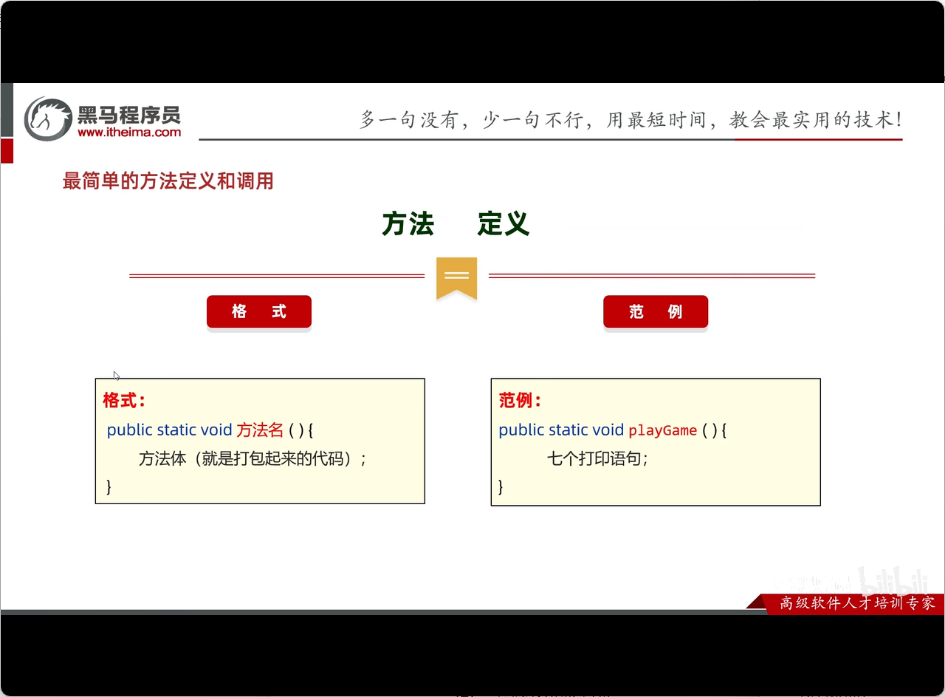 黑马程序员
www.itheima.com
多一句没有，少一句不行，用最短时间，教会最实用的技术！
最简单的方法定义和调用
方法 定义
格 式
范 例
格式：
public static void 方法名 ( ) {
方法体（就是打包起来的代码）；
}
范例：
public static void playGame ( ) {
七个打印语句；
}
bilibili
高级软件人才培训专家